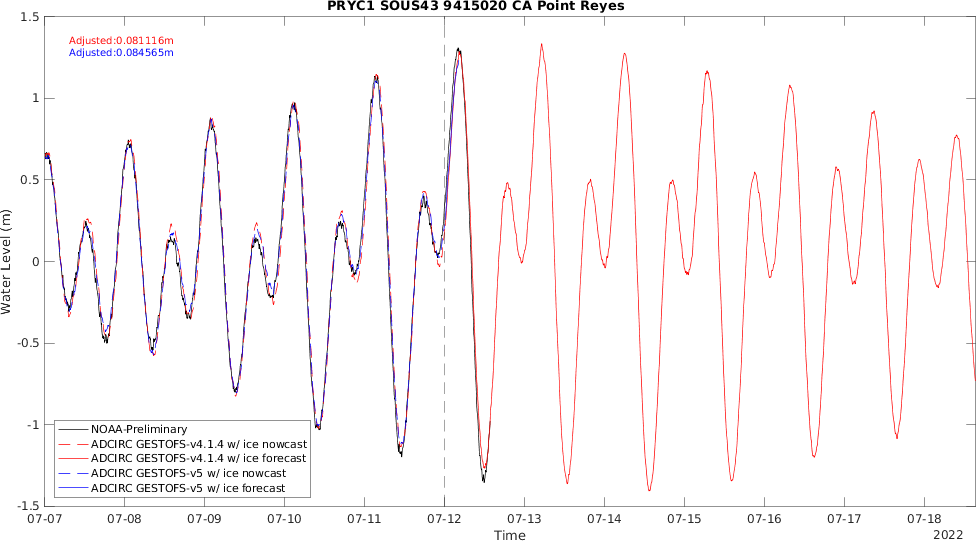 PRYC1 SOUS43 9415020 CA Point Reyes
Adjusted:0.081116m
Adjusted:0.084565m
1.5
1
0.5
0
-0.5
-1
-1.5
Water Level (m)
NOAA-Preliminary
ADCIRC GESTOFS-v4.1.4 w/ ice nowcast
ADCIRC GESTOFS-v4.1.4 w/ ice forecast
ADCIRC GESTOFS-v5 w/ ice nowcast
ADCIRC GESTOFS-v5 w/ ice forecast
07-07 07-08 07-09 07-10 07-11 07-12 07-13 07-14 07-15 07-16 07-17 07-18
Time
2022